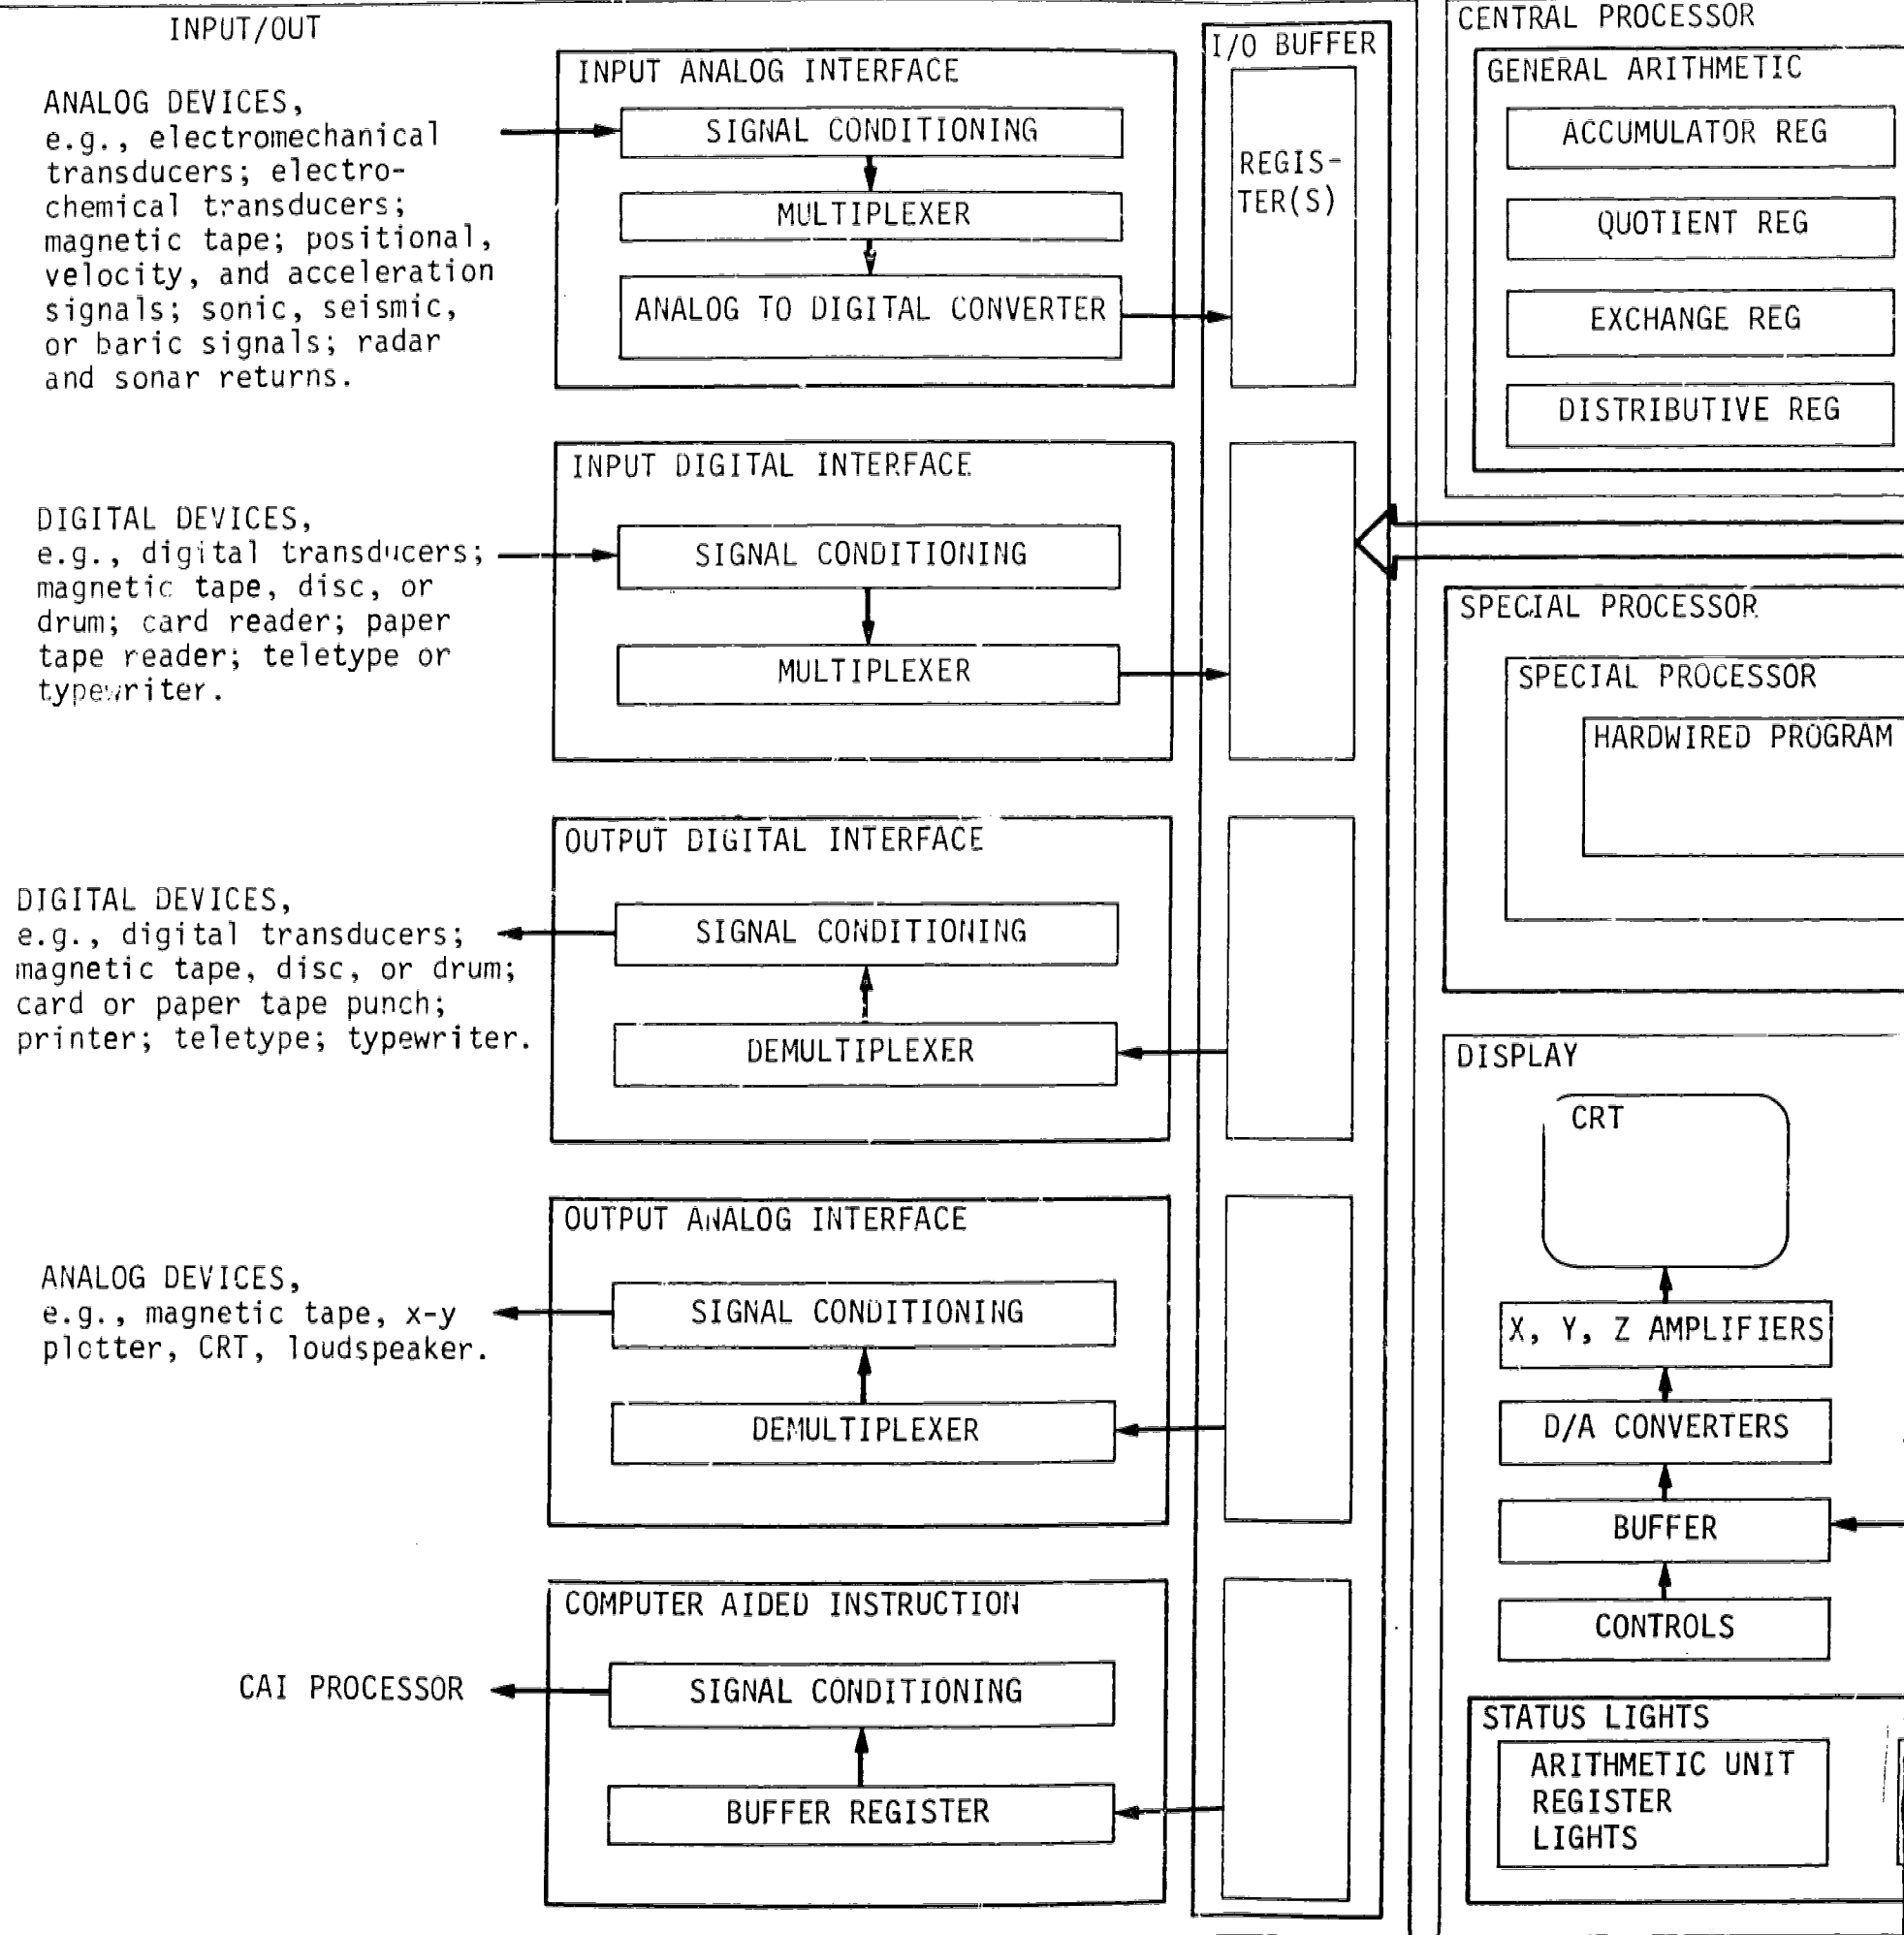 INPUT/OUT
ANALOG DEVICES,
e.g., electromechanical
transducers; electro-
chemical transducers;
magnetic tape; positional,
velocity, and acceleration
signals; sonic, seismic,
or baric signals; radar
and sonar returns.
INPUT ANALOG INTERFACE
SIGNAL CONDITIONING
MULTIPLEXER
ANALOG TO DIGITAL CONVERTER
DIGITAL DEVICES,
e.g., digital transducers;
magnetic tape, disc, or
drum; card reader; paper
tape reader; teletype or
typewriter.
INPUT DIGITAL INTERFACE
SIGNAL CONDITIONING
MULTIPLEXER
DIGITAL DEVICES,
e.g., digital transducers;
magnetic tape, disc, or drum;
card or paper tape punch;
printer; teletype; typewriter.
OUTPUT DIGITAL INTERFACE
SIGNAL CONDITIONING
DEMULTIPLEXER
ANALOG DEVICES,
e.g., magnetic tape, x-y
plotter, CRT, loudspeaker.
OUTPUT ANALOG INTERFACE
SIGNAL CONDITIONING
DEMULTIPLEXER
CAI PROCESSOR
COMPUTER AIDED INSTRUCTION
SIGNAL CONDITIONING
BUFFER REGISTER
I/O BUFFER
REGIS-
TER(S)
CENTRAL PROCESSOR
GENERAL ARITHMETIC
ACCUMULATOR REG
QUOTIENT REG
EXCHANGE REG
DISTRIBUTIVE REG
SPECIAL PROCESSOR
SPECIAL PROCESSOR
HARDWIRED PROGRAM
DISPLAY
CRT
X, Y, Z AMPLIFIERS
D/A CONVERTERS
BUFFER
CONTROLS
STATUS LIGHTS
ARITHMETIC UNIT
REGISTER
LIGHTS